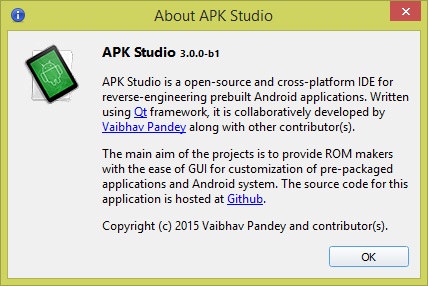 About APK Studio
APK Studio 3.0.0-b1
APK Studio is a open-source and cross-platform IDE for
reverse-engineering prebuilt Android applications. Written
using Qt framework, it is collaboratively developed by
Vaibhav Pandey along with other contributor(s).
The main aim of the projects is to provide ROM makers
with the ease of GUI for customization of pre-packaged
applications and Android system. The source code for this
application is hosted at Github.
Copyright (c) 2015 Vaibhav Pandey and contributor(s).
OK